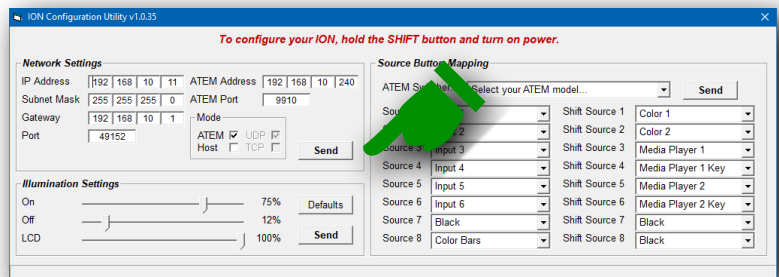 ION Configuration Utility v1.0.35
To configure your ION, hold the SHIFT button and turn on power.
Network Settings
IP Address 192 168 10 11 ATEM Address 192 168 10 240
Subnet Mask 255 255 255 0 ATEM Port 9910
Gateway 192 168 10 1 Mode
Port 49152 ATEM UDP
Host TCP Send
Illumination Settings
On 75% Defaults
Off 12%
LCD 100% Send
Source Button Mapping
ATEM Select your ATEM model... Send
Shift Source 1 Color 1
2 Shift Source 2 Color 2
Source 3 Input 3 Shift Source 3 Media Player 1
Source 4 Input 4 Shift Source 4 Media Player 1 Key
Source 5 Input 5 Shift Source 5 Media Player 2
Source 6 Input 6 Shift Source 6 Media Player 2 Key
Source 7 Black Shift Source 7 Black
Source 8 Color Bars Shift Source 8 Black